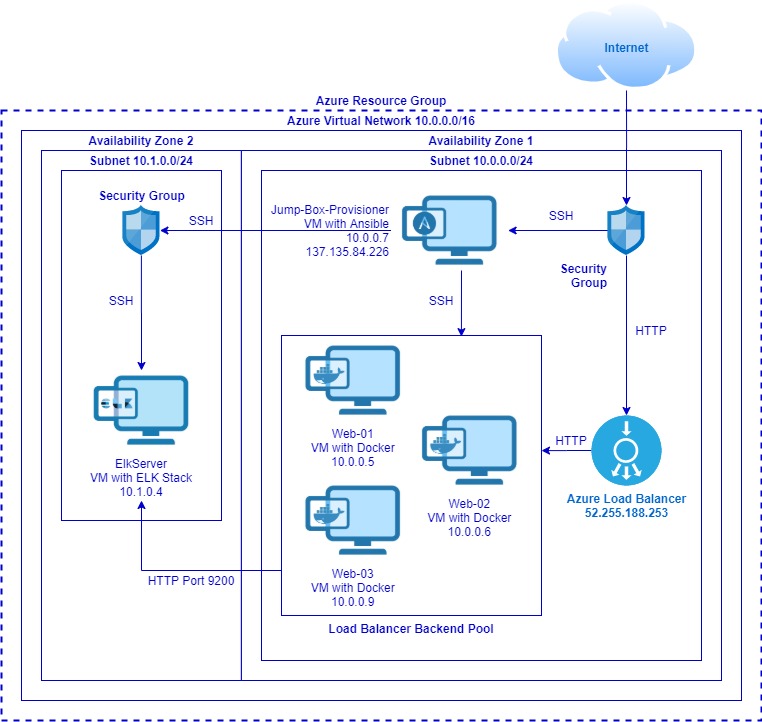 Internet
Azure Resource Group
Azure Virtual Network 10.0.0.0/16
Availability Zone 2
Availability Zone 1
Subnet 10.1.0.0/24
Subnet 10.0.0.0/24
Security Group
SSH
Jump-Box-Provisioner
VM with Ansible
10.0.0.7
137.135.84.226
SSH
Security
Group
SSH
SSH
HTTP
ELK
ElkServer
VM with ELK Stack
10.1.0.4
Web-01
VM with Docker
10.0.0.5
HTTP
Web-02
VM with Docker
10.0.0.6
Azure Load Balancer
52.255.188.253
HTTP Port 9200
Web-03
VM with Docker
10.0.0.9
Load Balancer Backend Pool